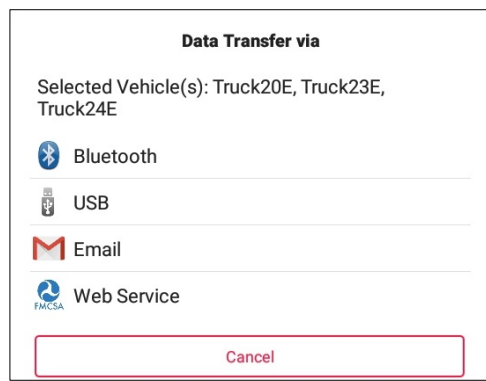 Data Transfer via
Selected Vehicle(s): Truck20E, Truck23E,
Truck24E
Bluetooth
USB
Email
FMCSA Web Service
Cancel